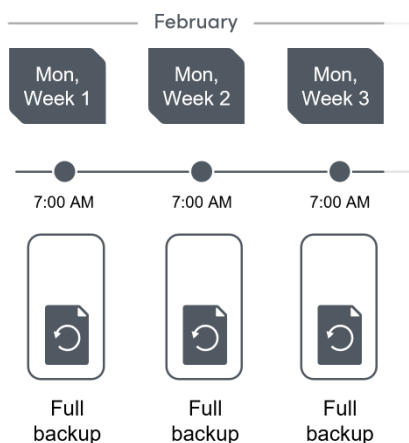 February
Mon,
Week 1
Mon,
Week 2
Mon,
Week 3
7:00 AM
7:00 AM
7:00 AM
Full
backup
Full
backup
Full
backup